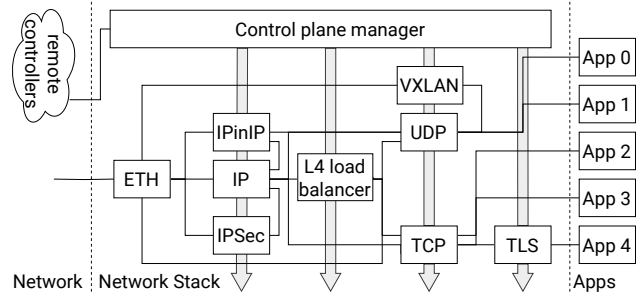 remote
controllers
Control plane manager
App 0
VXLAN
App 1
IPinIP
UDP
App 2
ETH
IP
L4 load
balancer
App 3
IPSec
TCP
TLS
App 4
Network
Network Stack
Apps